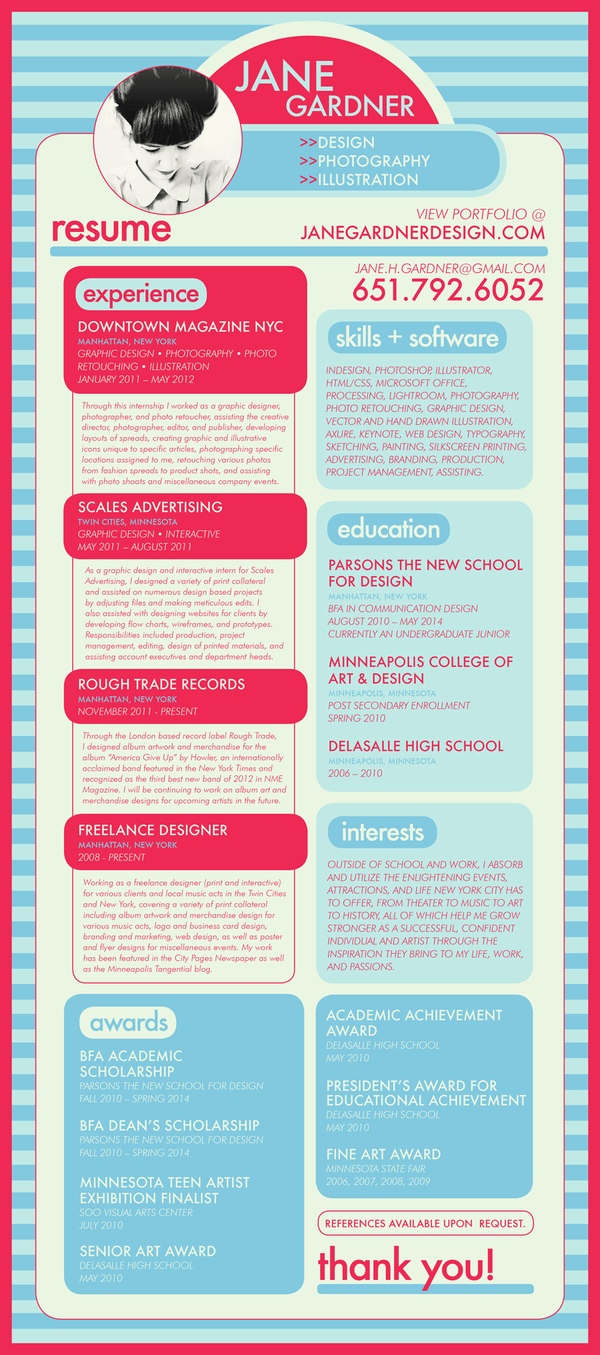 JANE
GARDNER
>>DESIGN
>>PHOTOGRAPHY
>>ILLUSTRATION
resume
VIEW PORTFOLIO @
JANEGARDNERDESIGN.COM
JANE.H.GARDNER@GMAIL.COM
651.792.6052
experience
DOWNTOWN MAGAZINE NYC
MANHATTAN, NEW YORK
GRAPHIC DESIGN • PHOTOGRAPHY • PHOTO
RETOUCHING • ILLUSTRATION
JANUARY 2011 – MAY 2012
Through this internship I worked as a graphic designer,
photographer, and photo retoucher, assisting the creative
director, photographer, editor, and publisher, developing
layouts of spreads, creating graphic and illustrative
icons unique to specific articles, photographing specific
locations assigned to me, retouching various photos
from fashion spreads to product shots, and assisting
with photo shoots and miscellaneous company events.
SCALES ADVERTISING
TWIN CITIES, MINNESOTA
GRAPHIC DESIGN • INTERACTIVE
MAY 2011 – AUGUST 2011
As a graphic design and interactive intern for Scales
Advertising, I designed a variety of print collateral
and assisted on numerous design based projects
by adjusting files and making meticulous edits. I
also assisted with designing websites for clients by
developing flow charts, wireframes, and prototypes.
Responsibilities included production, project
management, editing, design of printed materials, and
assisting account executives and department heads.
ROUGH TRADE RECORDS
MANHATTAN, NEW YORK
NOVEMBER 2011 - PRESENT
Through the London based record label Rough Trade,
I designed album artwork and merchandise for the
album "America Give Up" by Howler, an internationally
acclaimed band featured in the New York Times and
recognized as the third best new band of 2012 in NME
Magazine. I will be continuing to work on album art and
merchandise designs for upcoming artists in the future.
FREELANCE DESIGNER
MANHATTAN, NEW YORK
2008 - PRESENT
Working as a freelance designer (print and interactive)
for various clients and local music acts in the Twin Cities
and New York, covering a variety of print collateral
including album artwork and merchandise design for
various music acts, logo and business card design,
branding and marketing, web design, as well as poster
and flyer designs for miscellaneous events. My work
has been featured in the City Pages Newspaper as well
as the Minneapolis Tangential blog.
skills + software
INDESIGN, PHOTOSHOP, ILLUSTRATOR,
HTML/CSS, MICROSOFT OFFICE,
PROCESSING, LIGHTROOM, PHOTOGRAPHY,
PHOTO RETOUCHING, GRAPHIC DESIGN,
VECTOR AND HAND DRAWN ILLUSTRATION,
AXURE, KEYNOTE, WEB DESIGN, TYPOGRAPHY,
SKETCHING, PAINTING, SILKSCREEN PRINTING,
ADVERTISING, BRANDING, PRODUCTION,
PROJECT MANAGEMENT, ASSISTING.
education
PARSONS THE NEW SCHOOL
FOR DESIGN
MANHATTAN, NEW YORK
BFA IN COMMUNICATION DESIGN
AUGUST 2010 – MAY 2014
CURRENTLY AN UNDERGRADUATE JUNIOR
MINNEAPOLIS COLLEGE OF
ART & DESIGN
MINNEAPOLIS, MINNESOTA
POST SECONDARY ENROLLMENT
SPRING 2010
DELASALLE HIGH SCHOOL
MINNEAPOLIS, MINNESOTA
2006 – 2010
interests
OUTSIDE OF SCHOOL AND WORK, I ABSORB
AND UTILIZE THE ENLIGHTENING EVENTS,
ATTRACTIONS, AND LIFE NEW YORK CITY HAS
TO OFFER, FROM THEATER TO MUSIC TO ART
TO HISTORY, ALL OF WHICH HELP ME GROW
STRONGER AS A SUCCESSFUL, CONFIDENT
INDIVIDUAL AND ARTIST THROUGH THE
INSPIRATION THEY BRING TO MY LIFE, WORK,
AND PASSIONS.
awards
BFA ACADEMIC
SCHOLARSHIP
PARSONS THE NEW SCHOOL FOR DESIGN
FALL 2010 – SPRING 2014
BFA DEAN'S SCHOLARSHIP
PARSONS THE NEW SCHOOL FOR DESIGN
FALL 2010 – SPRING 2014
MINNESOTA TEEN ARTIST
EXHIBITION FINALIST
SOO VISUAL ARTS CENTER
JULY 2010
SENIOR ART AWARD
DELASALLE HIGH SCHOOL
MAY 2010
ACADEMIC ACHIEVEMENT
AWARD
DELASALLE HIGH SCHOOL
MAY 2010
PRESIDENT'S AWARD FOR
EDUCATIONAL ACHIEVEMENT
DELASALLE HIGH SCHOOL
MAY 2010
FINE ART AWARD
MINNESOTA STATE FAIR
2006, 2007, 2008, 2009
REFERENCES AVAILABLE UPON REQUEST.
thank you!